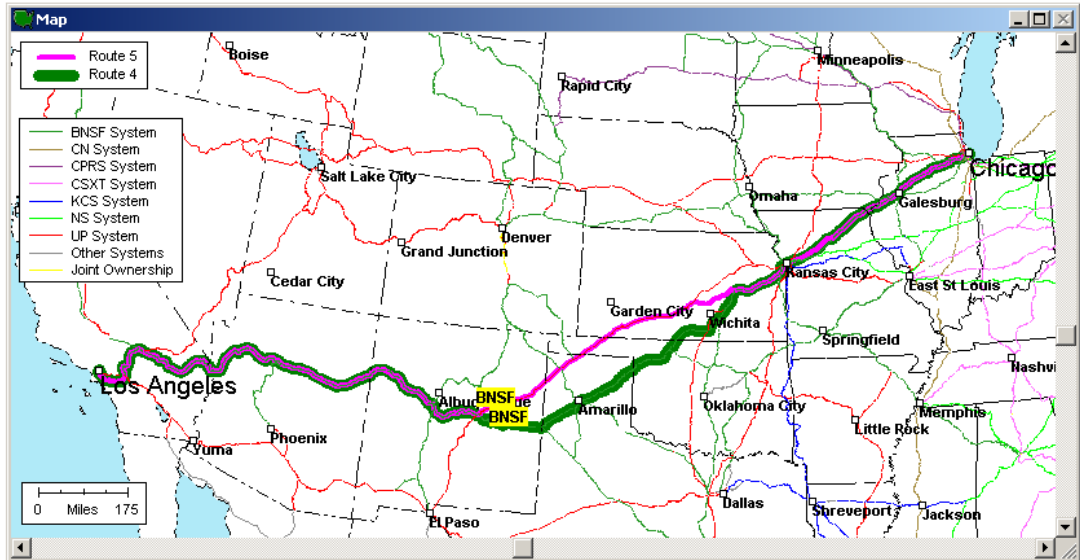 Map
Route 5
Route 4
BNSF System
CN System
CPRS System
CSXT System
KCS System
NS System
UP System
Other Systems
Joint Ownership
Boise
Minneapolis
Rapid City
Chicago
Salt Lake City
Omaha
Galesburg
Denver
Grand Junction
Kansas City
Cedar City
East St Louis
Garden City
Wichita
Springfield
Los Angeles
Nashvi
BNSF
Oklahoma City
Memphis
Amarillo
BNSF
Little Rock
Phoenix
Yuma
0 Miles 175
Dallas
Shreveport
Jackson
El Paso